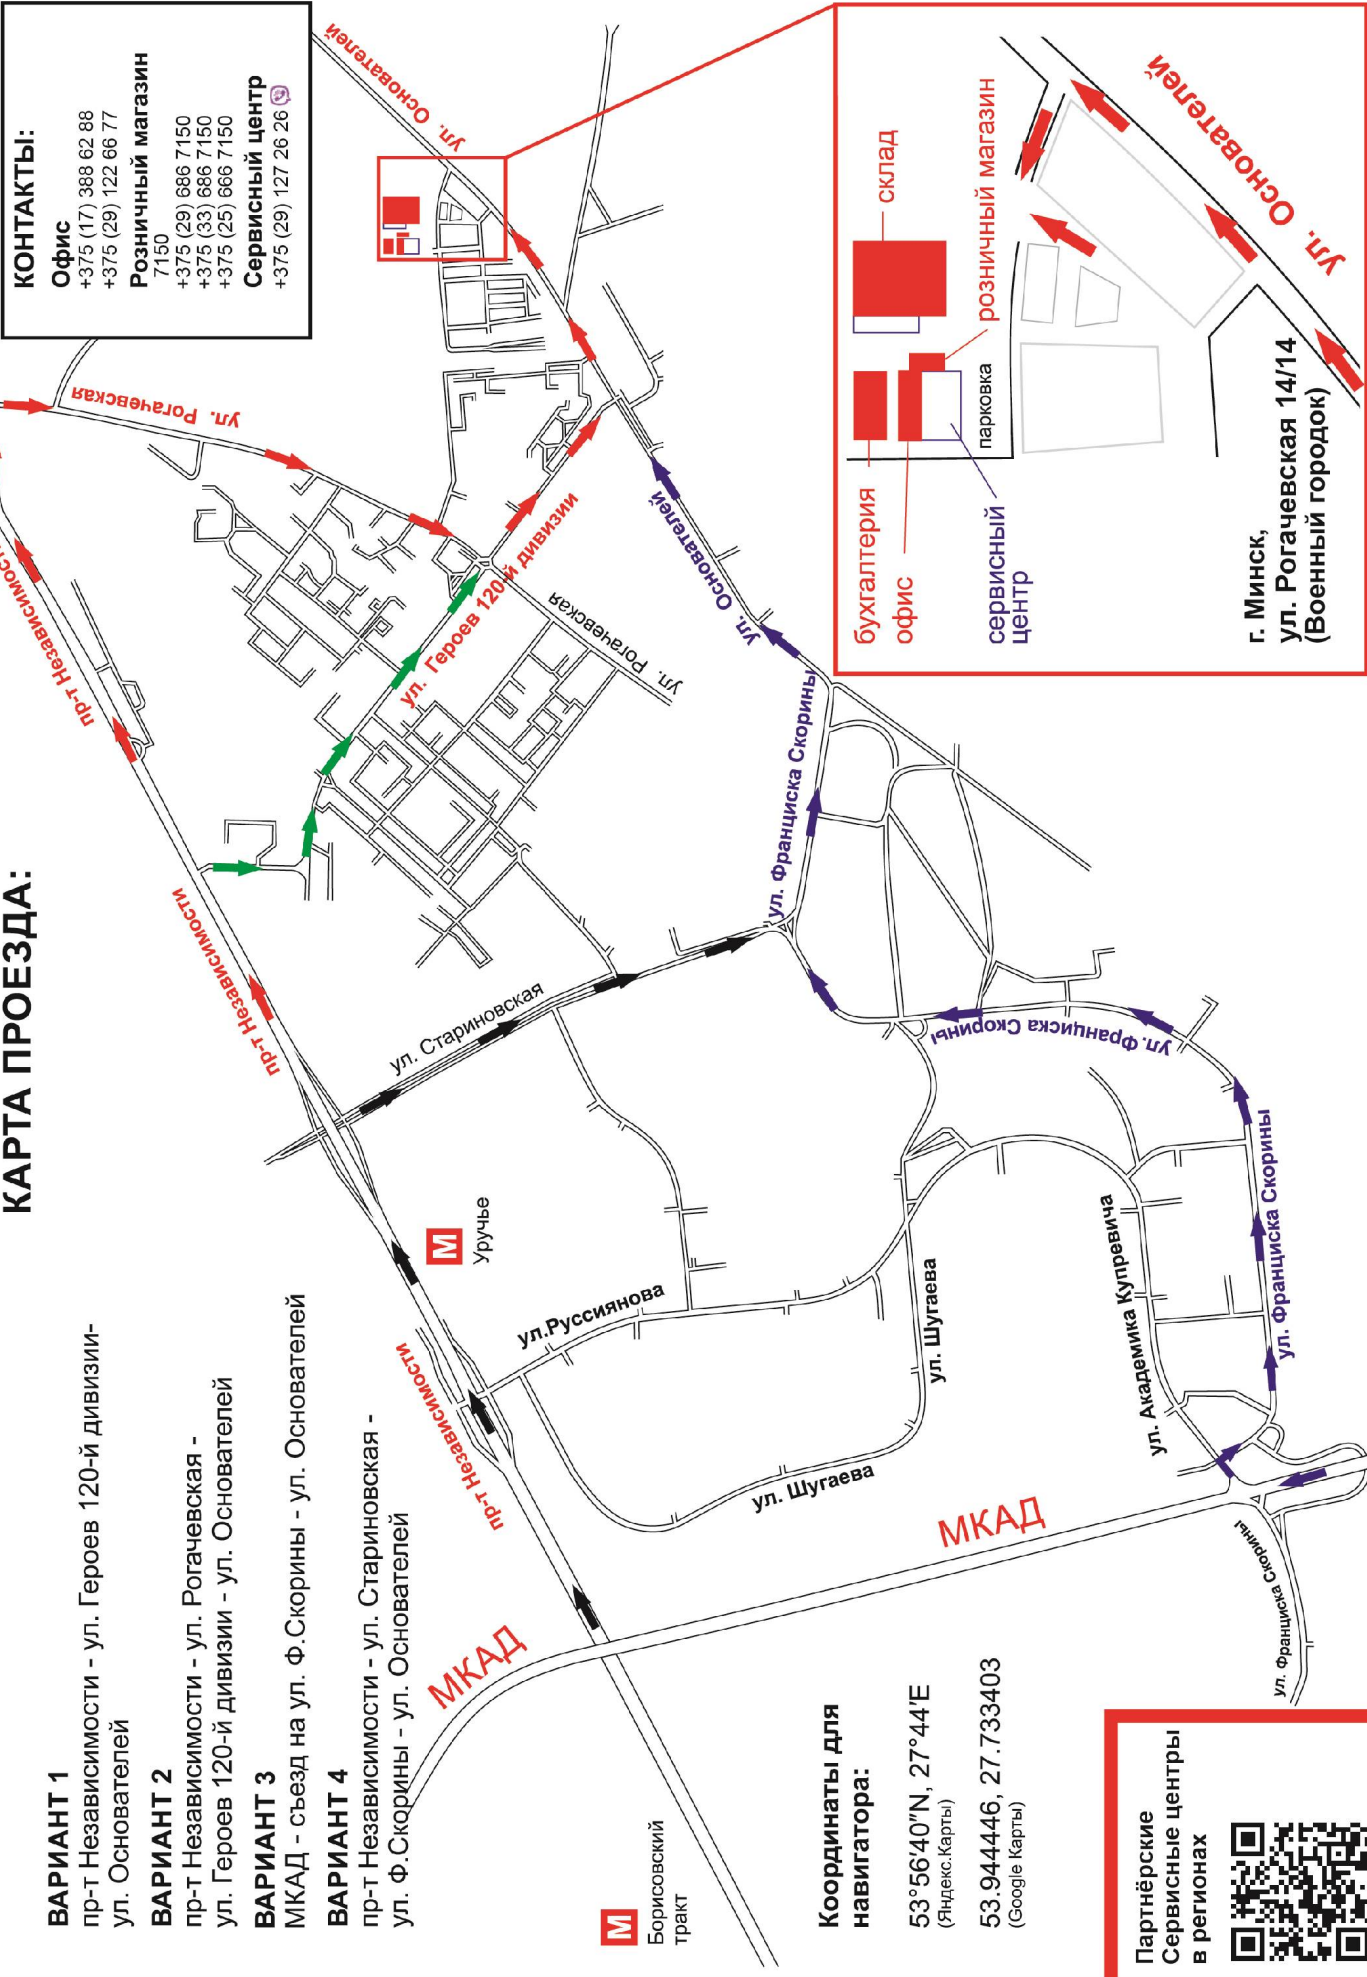 КАРТА ПРОЕЗДА:
ВАРИАНТ 1
пр-т Независимости - ул. Героев 120-й дивизии-
ул. Основателей
ВАРИАНТ 2
пр-т Независимости - ул. Рогачевская -
ул. Героев 120-й дивизии - ул. Основателей
ВАРИАНТ 3
МКАД - съезд на ул. Ф.Скорины - ул. Основателей
ВАРИАНТ 4
пр-т Независимости - ул. Стариновская -
ул. Ф.Скорины - ул. Основателей
КОНТАКТЫ:
Офис
+375 (17) 388 62 88
+375 (29) 122 66 77
Розничный магазин
7150
+375 (29) 686 7150
+375 (33) 686 7150
+375 (25) 666 7150
Сервисный центр
+375 (29) 127 26 26
пр-т Независимости
пр-т Независимости
пр-т Независимости
пр-т Независимости
ул. Рогачевская
ул. Основателей
ул. Героев 120-й дивизии
ул. Рогачевская
ул. Основателей
ул. Стариновская
ул. Франциска Скорины
ул. Франциска Скорины
ул. Франциска Скорины
ул. Франциска Скорины
М
Уручье
ул.Руссиянова
ул. Шугаева
ул. Шугаева
ул. Академика Купревича
МКАД
МКАД
М
Борисовский
тракт
Координаты для
навигатора:
53°56'40"N, 27°44'E
(Яндекс.Карты)
53.944446, 27.733403
(Google Карты)
Партнёрские
Сервисные центры
в регионах
бухгалтерия
офис
склад
розничный магазин
сервисный
центр
парковка
ул. Основателей
г. Минск,
ул. Рогачевская 14/14
(Военный городок)